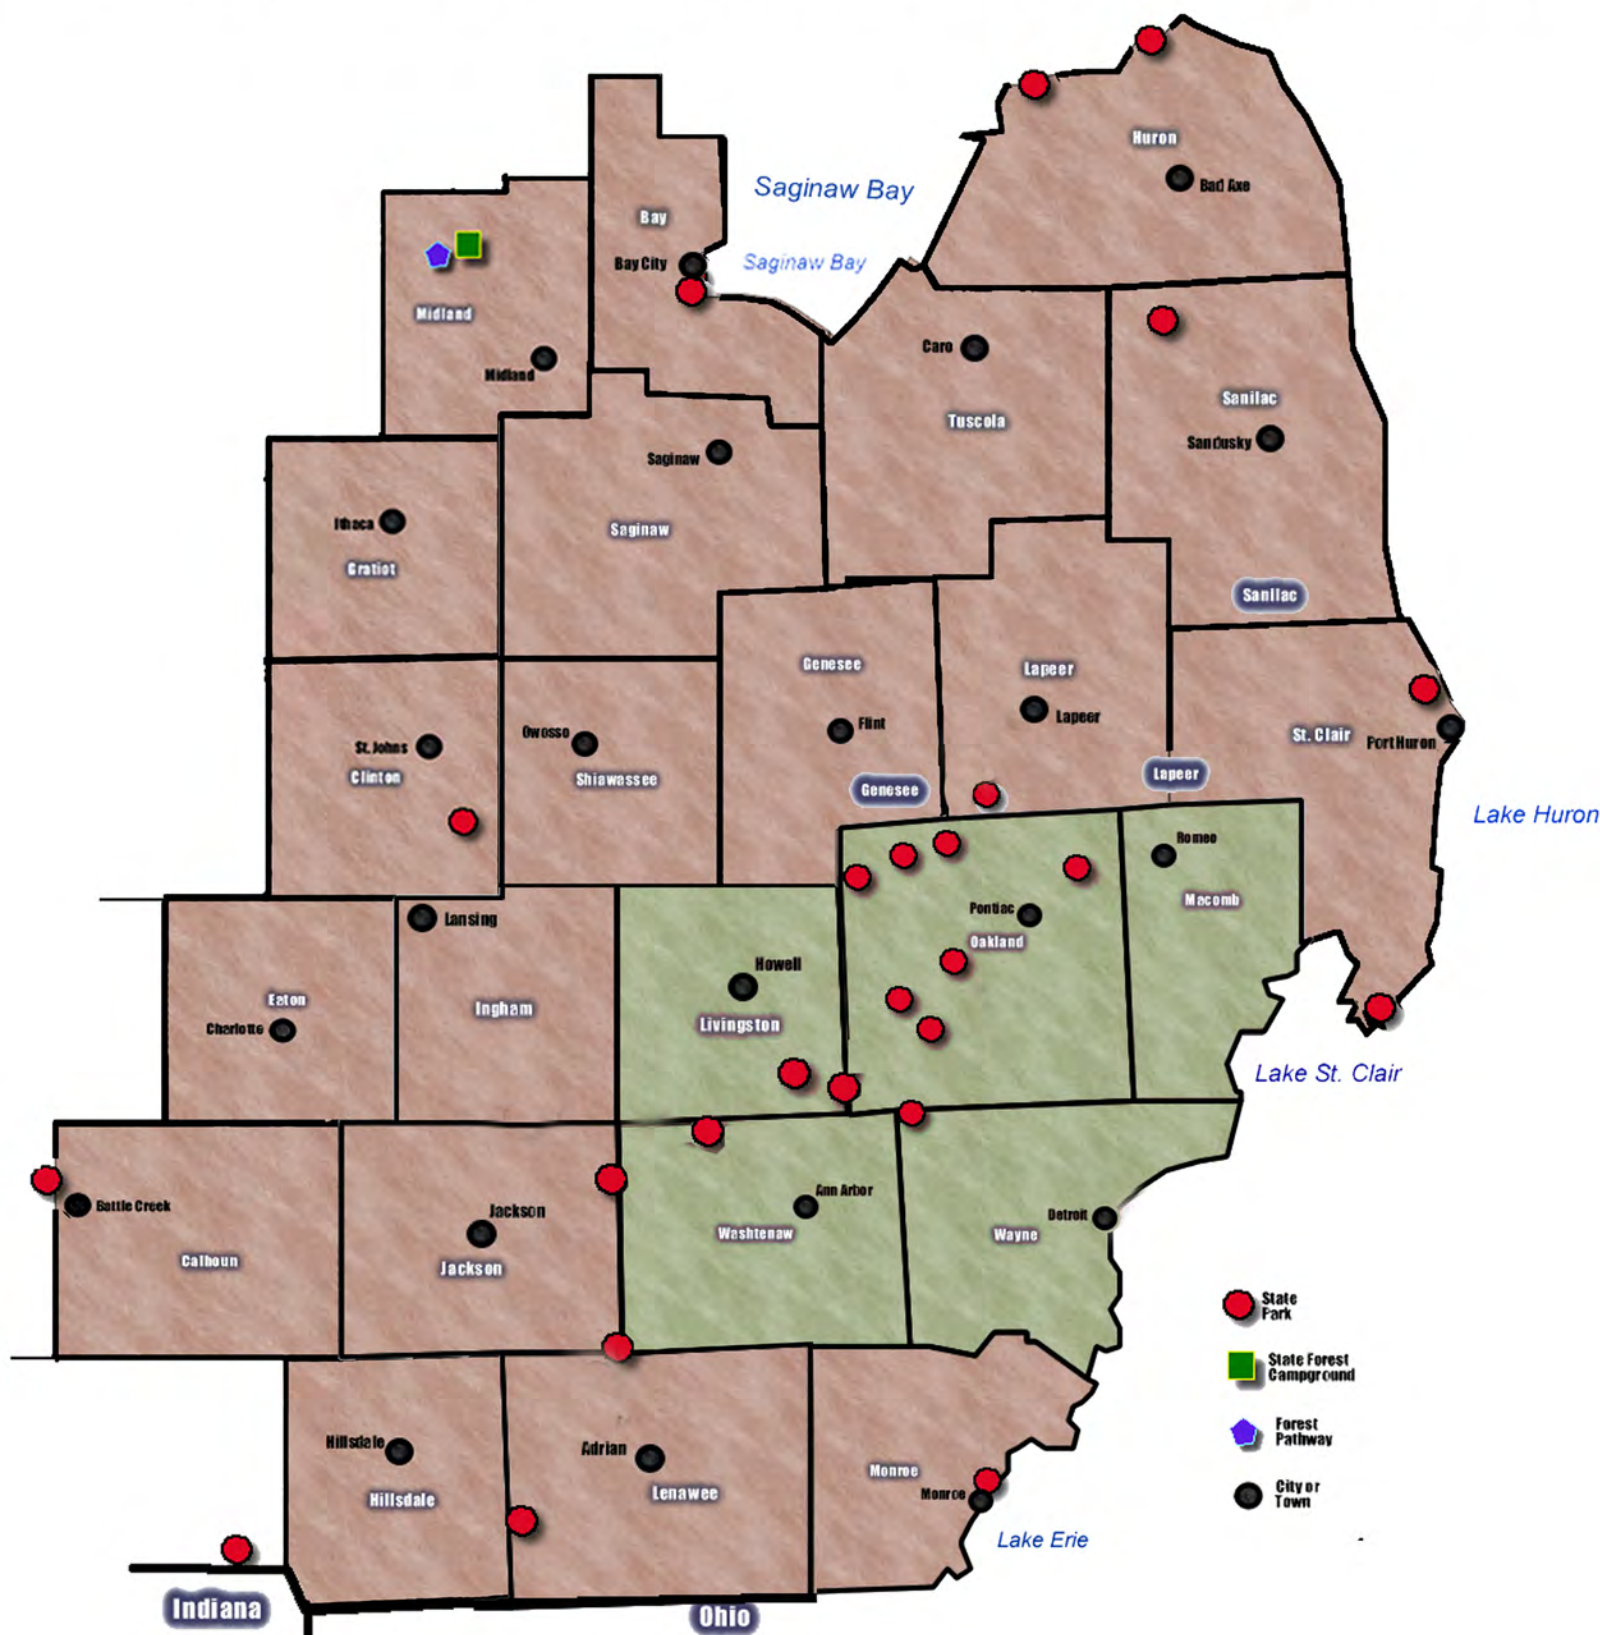 Huron
Bad Axe
Saginaw Bay
Bay
Saginaw Bay
Bay City
Midland
Midland
Caro
Tuscola
Sanilac
Sandusky
Saginaw
Saginaw
Ithaca
Gratiot
Sanilac
Genesee
Lapeer
Flint
Lapeer
St. Clair
Port Huron
Owosso
St. Johns
Clinton
Shiawassee
Genesee
Lapeer
Lake Huron
Romeo
Macomb
Pontiac
Oakland
Lansing
Howell
Eaton
Charlotte
Ingham
Livingston
Lake St. Clair
Battle Creek
Calhoun
Jackson
Jackson
Ann Arbor
Washtenaw
Detroit
Wayne
State
Park
State Forest
Campground
Forest
Pathway
City or
Town
Hillsdale
Hillsdale
Adrian
Lenawee
Monroe
Monroe
Lake Erie
Indiana
Ohio